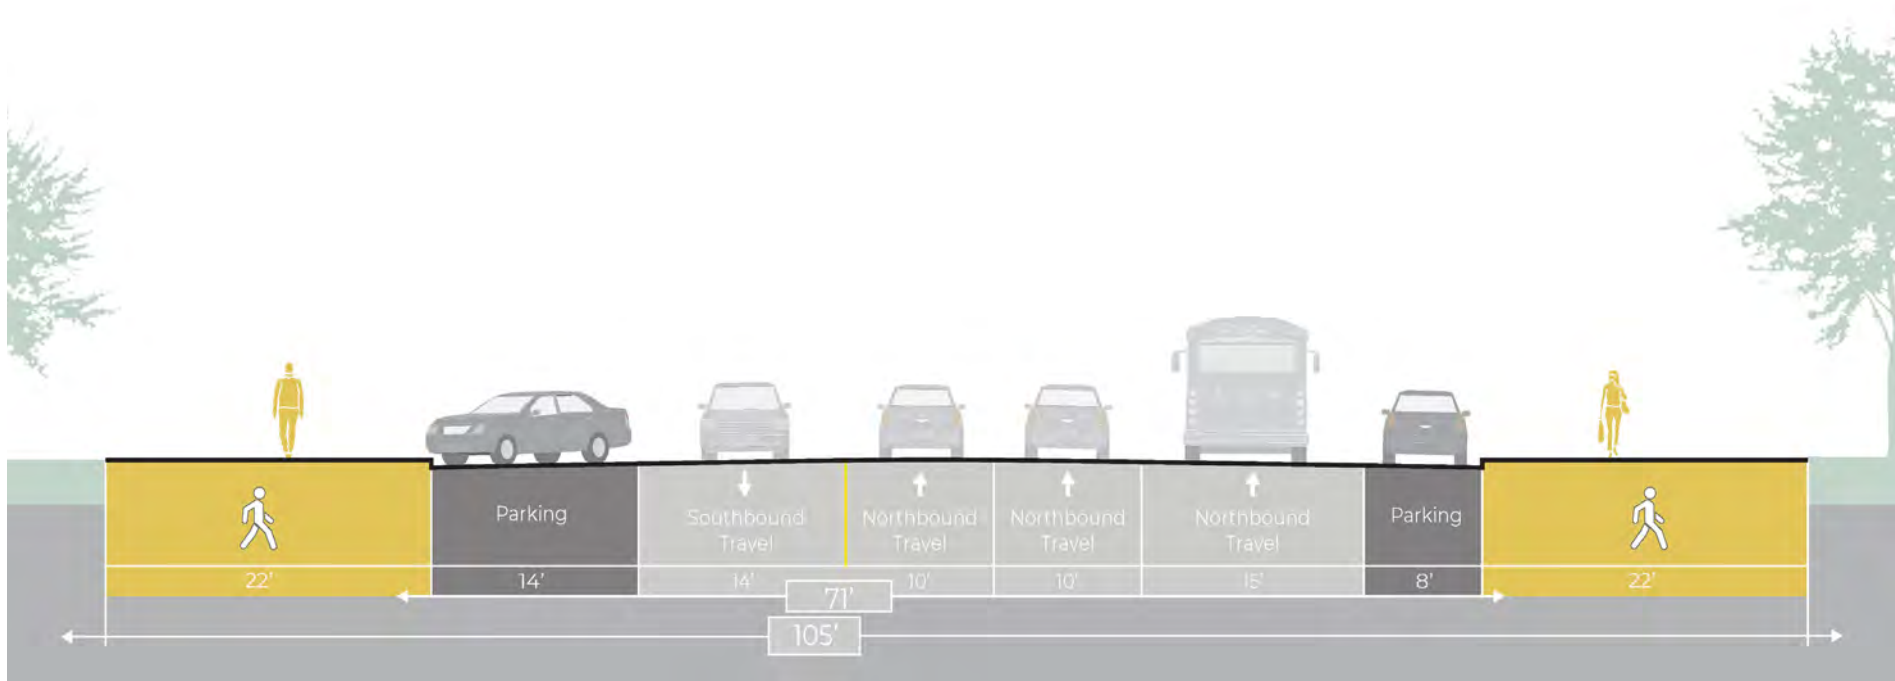 Parking
Southbound
Travel
Northbound
Travel
Northbound
Travel
Northbound
Travel
Parking
22'
14'
14'
10'
10'
15'
8'
22'
71'
105'